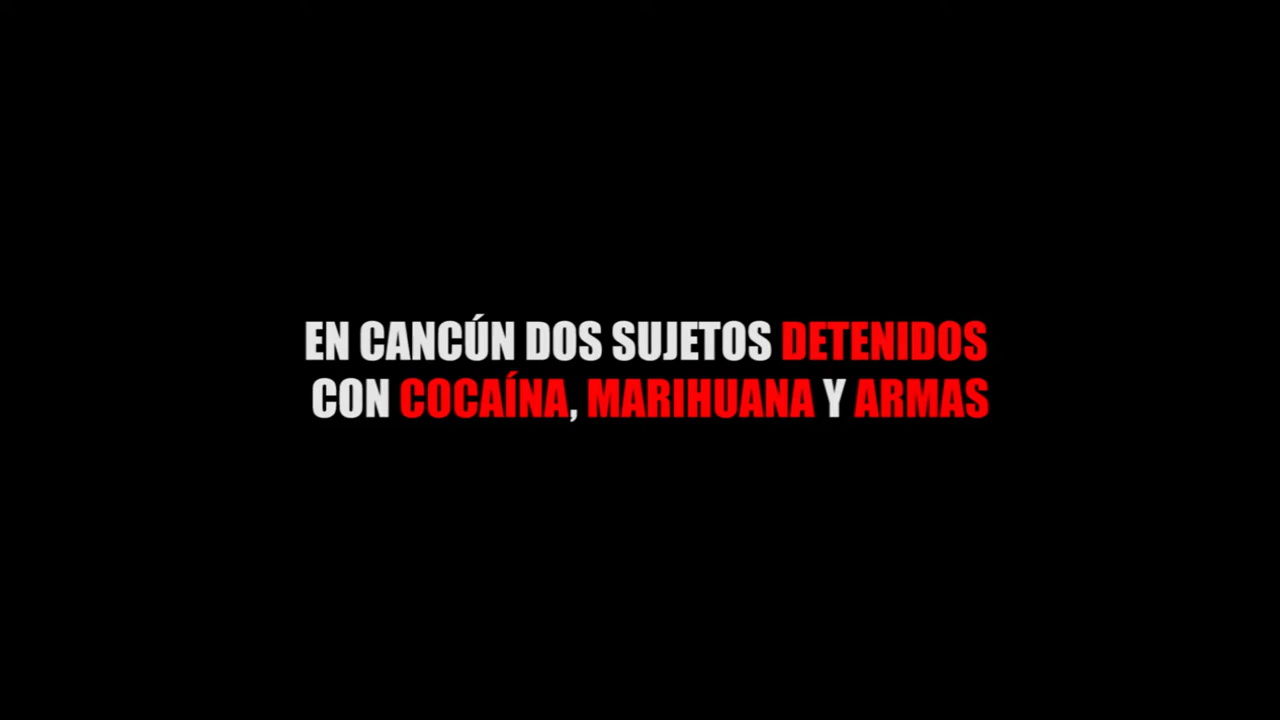 EN CANCÚN DOS SUJETOS DETENIDOS
CON COCAÍNA, MARIHUANA Y ARMAS